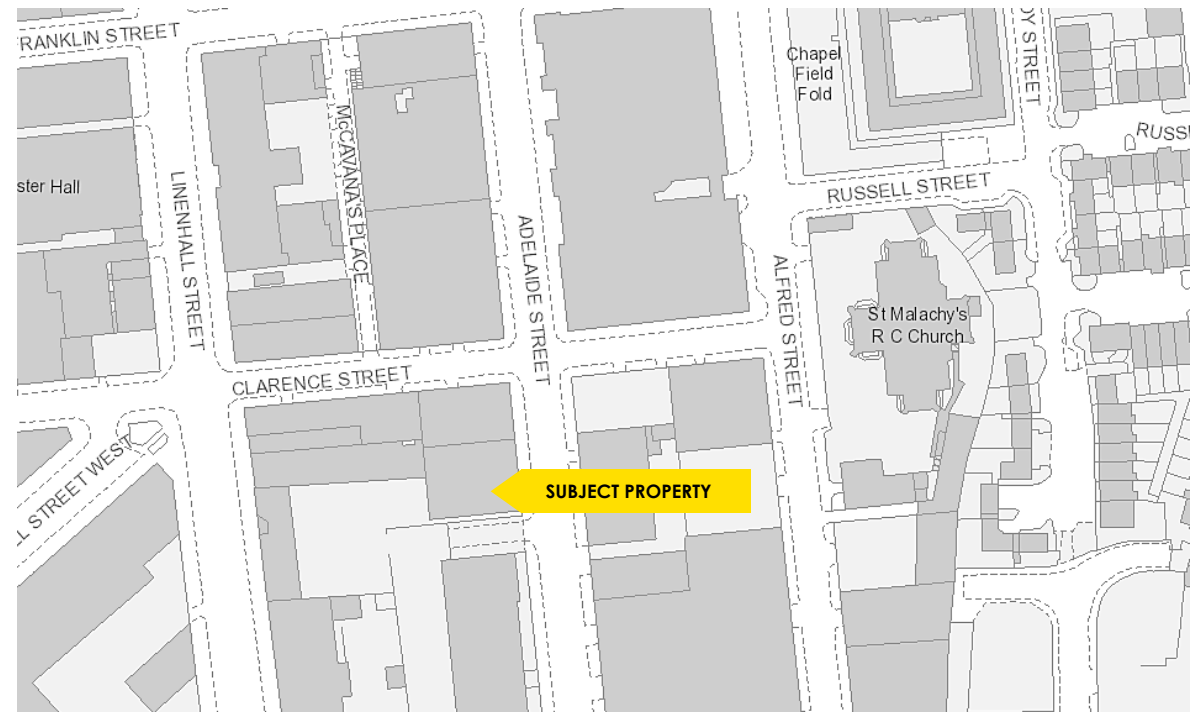 RANKLIN STREET
Chapel
Field
Fold
DY STREET
RUSS
McCAVANA'S PLACE
ster Hall
LINENHALL STREET
RUSSELL STREET
ADELAIDE STREET
ALFRED STREET
St Malachy's
R C Church
CLARENCE STREET
LL STREET WEST
SUBJECT PROPERTY